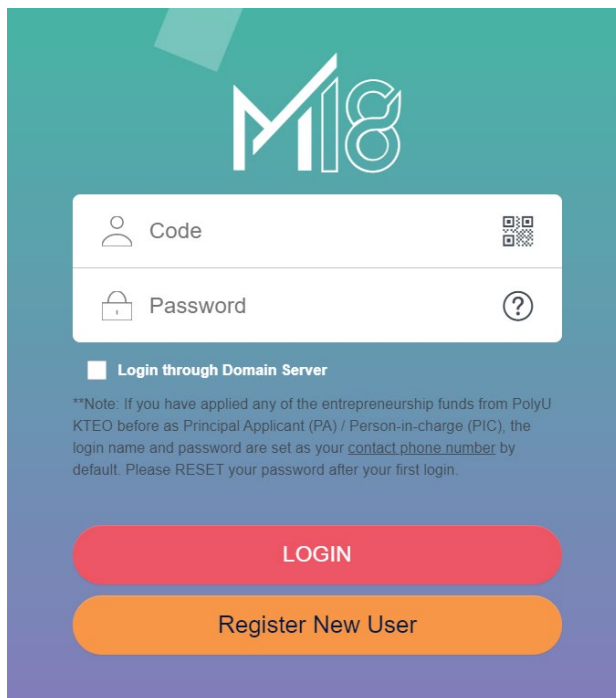 M18
Code
Password
Login through Domain Server
**Note: If you have applied any of the entrepreneurship funds from PolyU
KTEO before as Principal Applicant (PA) / Person-in-charge (PIC), the
login name and password are set as your contact phone number by
default. Please RESET your password after your first login.
LOGIN
Register New User